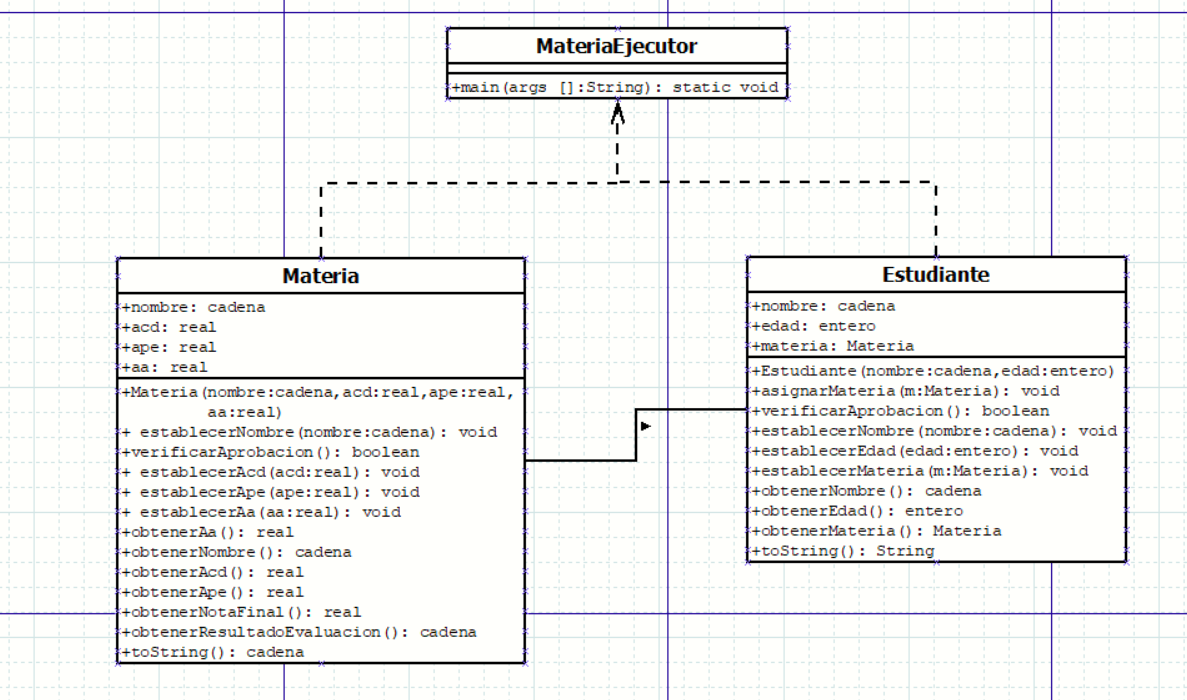 MateriaEjecutor
+main(args []:String): static void
Materia
+nombre: cadena
+acd: real
+ape: real
+aa: real
+Materia(nombre:cadena,acd:real,ape:real,
aa:real)
+ establecerNombre(nombre:cadena): void
+verificarAprobacion(): boolean
+ establecerAcd(acd:real): void
+ establecerApe(ape:real): void
+ establecerAa(aa:real): void
+obtenerAa(): real
+obtenerNombre(): cadena
+obtenerAcd(): real
+obtenerApe(): real
+obtenerNotaFinal(): real
+obtenerResultadoEvaluacion(): cadena
+toString(): cadena
Estudiante
+nombre: cadena
+edad: entero
+materia: Materia
+Estudiante(nombre:cadena,edad:entero)
+asignarMateria(m:Materia): void
+verificarAprobacion(): boolean
+establecerNombre(nombre:cadena): void
+establecerEdad(edad:entero): void
+establecerMateria(m:Materia): void
+obtenerNombre(): cadena
+obtenerEdad(): entero
+obtenerMateria(): Materia
+toString(): String